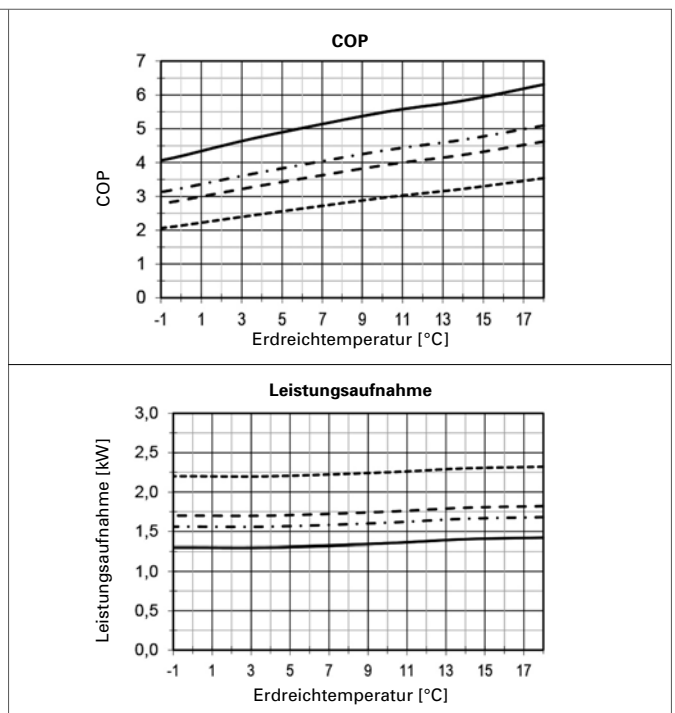 COP
7
6
5
4
3
2
1
0
COP
-1 1 3 5 7 9 11 13 15 17
Erdreichtemperatur [°C]
Leistungsaufnahme
3,0
2,5
2,0
1,5
1,0
0,5
0,0
Leistungsaufnahme [kW]
-1 1 3 5 7 9 11 13 15 17
Erdreichtemperatur [°C]